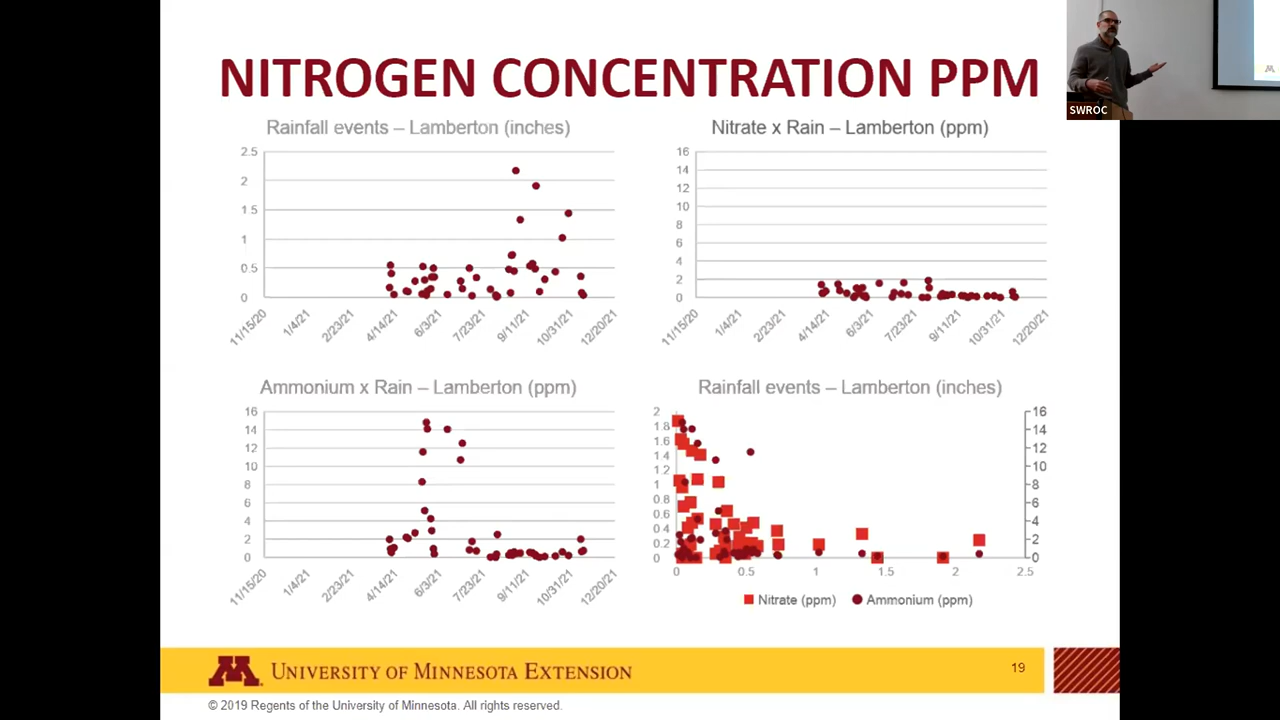 NITROGEN CONCENTRATION PPM
SWROC
Rainfall events – Lamberton (inches)
2.5
2
1.5
1
0.5
0
11/15/20 1/4/21 2/23/21 4/14/21 6/3/21 7/23/21 9/11/21 10/31/21 12/20/21
Nitrate x Rain – Lamberton (ppm)
16
14
12
10
8
6
4
2
0
11/15/20 1/4/21 2/23/21 4/14/21 6/3/21 7/23/21 9/11/21 10/31/21 12/20/21
Ammonium x Rain – Lamberton (ppm)
16
14
12
10
8
6
4
2
0
11/15/20 1/4/21 2/23/21 4/14/21 6/3/21 7/23/21 9/11/21 10/31/21 12/20/21
Rainfall events – Lamberton (inches)
2 16
1.8 14
1.6 12
1.4 10
1.2 8
1 6
0.8 4
0.6 2
0.4 0
0.2
0
0 0.5 1 1.5 2 2.5
Nitrate (ppm) Ammonium (ppm)
M UNIVERSITY OF MINNESOTA EXTENSION
19
© 2019 Regents of the University of Minnesota. All rights reserved.